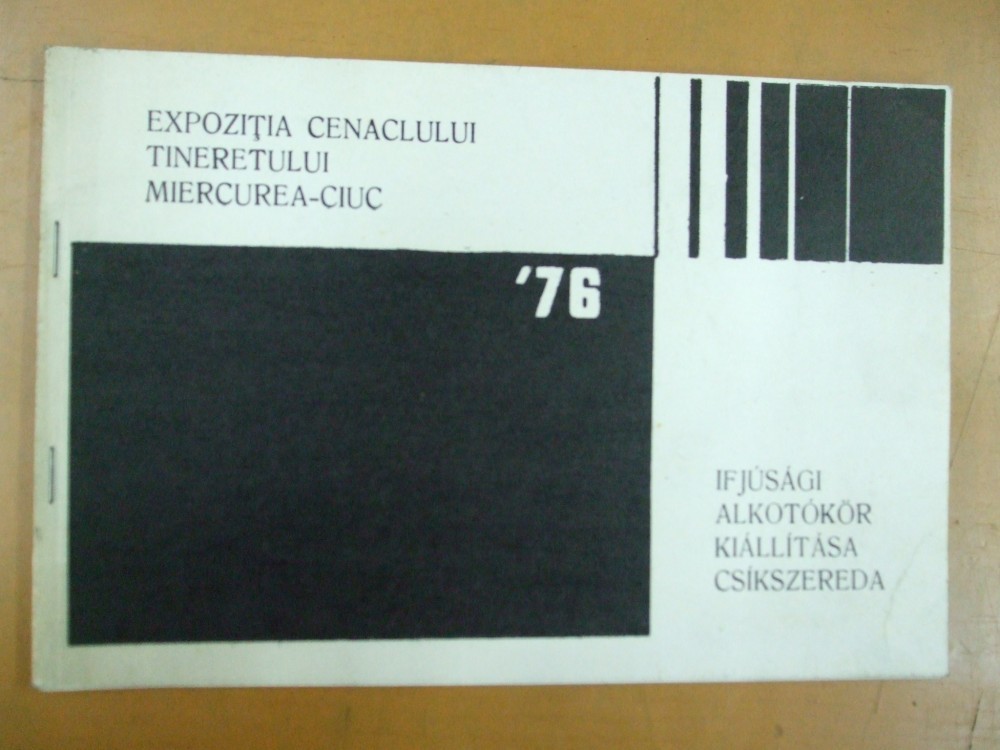 EXPOZIŢIA CENACLULUI
TINERETULUI
MIERCUREA-CIUC
'76
IFJÚSÁGI
ALKOTÓKÖR
KIÁLLÍTÁSA
CSÍKSZEREDA